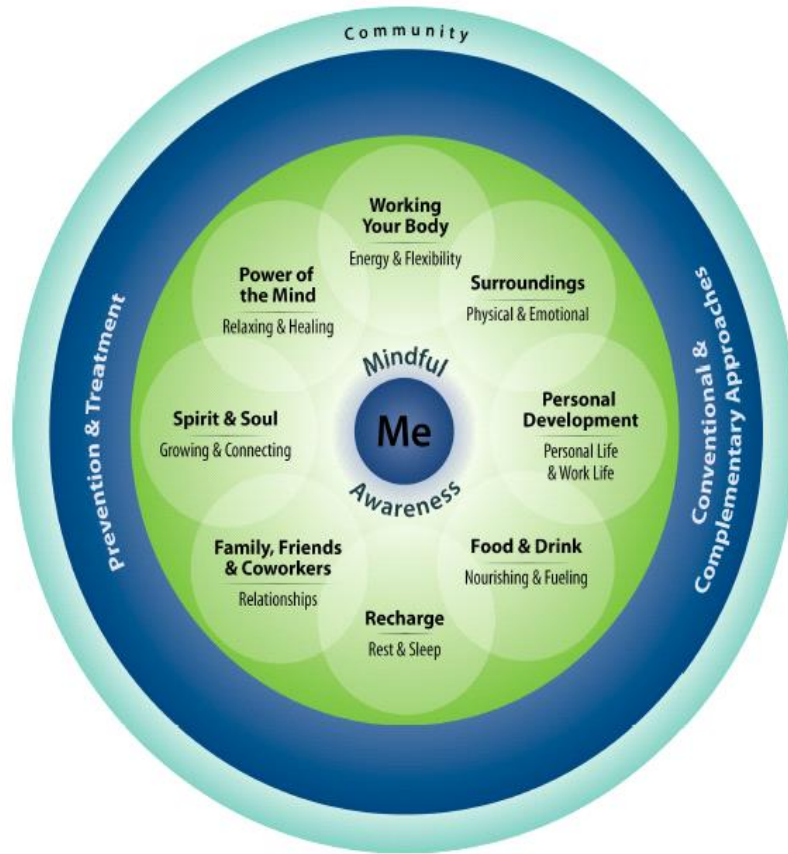 Community
Working
Your Body
Energy & Flexibility
Surroundings
Physical & Emotional
Personal
Development
Personal Life
& Work Life
Food & Drink
Nourishing & Fueling
Recharge
Rest & Sleep
Family, Friends
& Coworkers
Relationships
Spirit & Soul
Growing & Connecting
Power of
the Mind
Relaxing & Healing
Mindful
Me
Awareness
Prevention & Treatment
Conventional &
Complementary Approaches